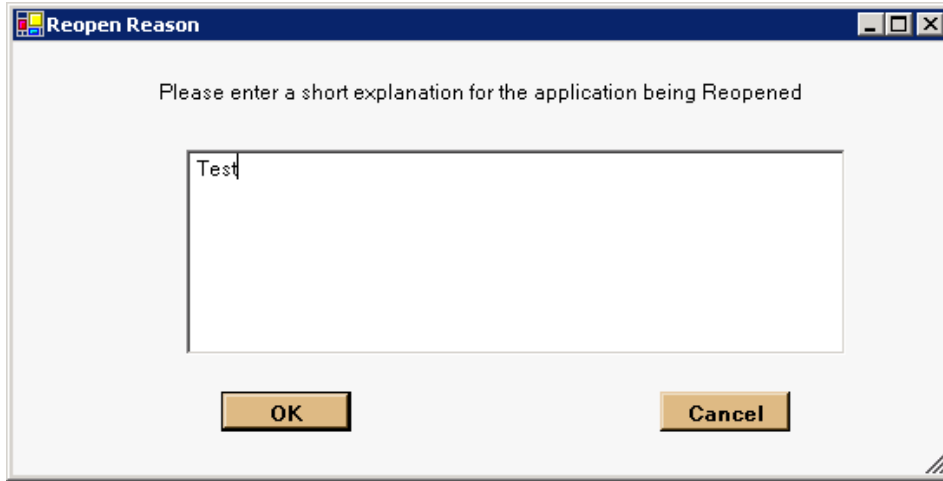 Reopen Reason
Please enter a short explanation for the application being Reopened
Test
OK Cancel